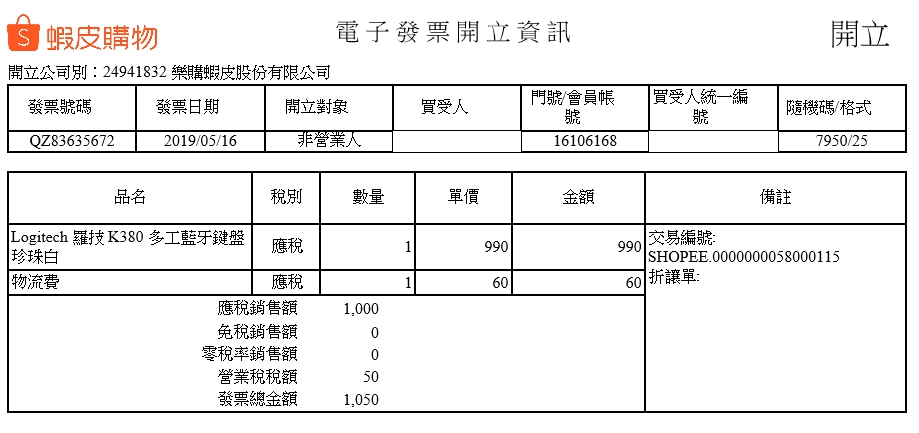 蝦皮購物
電子發票開立資訊
開立
開立公司別：24941832 樂購蝦皮股份有限公司
發票號碼 發票日期 開立對象 買受人 門號/會員帳號 買受人統一編號 隨機碼/格式
QZ83635672 2019/05/16 非營業人 16106168 7950/25
品名 稅別 數量 單價 金額 備註
Logitech 羅技 K380 多工藍牙鍵盤 應稅 1 990 990 交易編號:
珍珠白 SHOPEE.0000000058000115
物流費 應稅 1 60 60 折讓單:
應稅銷售額 1,000
免稅銷售額 0
零稅率銷售額 0
營業稅稅額 50
發票總金額 1,050